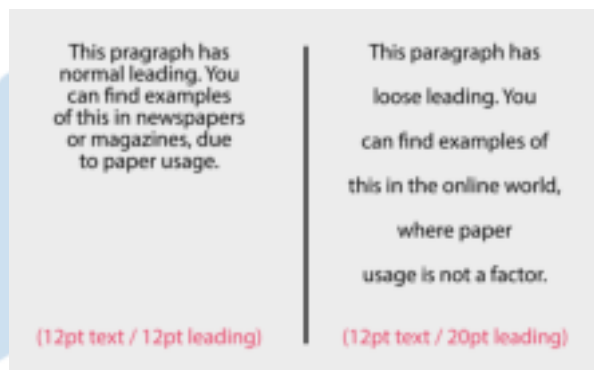 This pragraph has
normal leading. You
can find examples
of this in newspapers
or magazines, due
to paper usage.
(12pt text / 12pt leading)
This paragraph has
loose leading. You
can find examples of
this in the online world,
where paper
usage is not a factor.
(12pt text / 20pt leading)